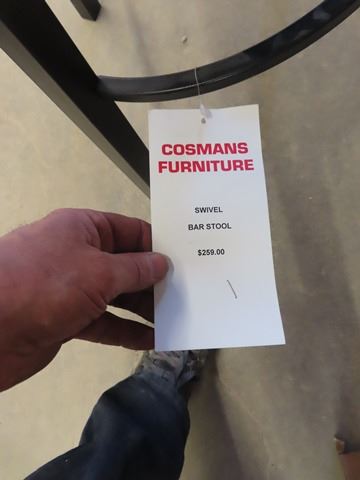 COSMANS
FURNITURE
SWIVEL
BAR STOOL
$259.00